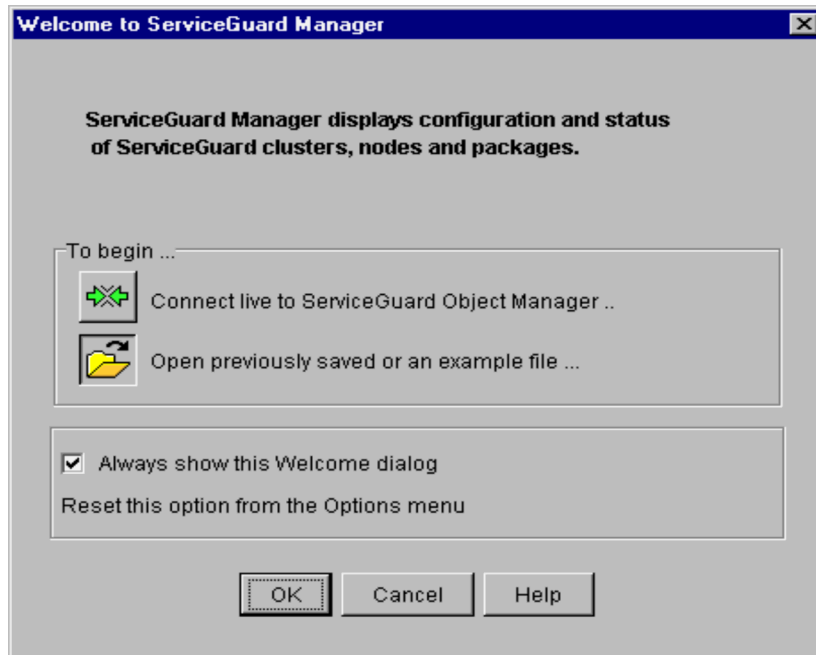 Welcome to ServiceGuard Manager
ServiceGuard Manager displays configuration and status
of ServiceGuard clusters, nodes and packages.
To begin ...
Connect live to ServiceGuard Object Manager ..
Open previously saved or an example file ...
Always show this Welcome dialog
Reset this option from the Options menu
OK Cancel Help